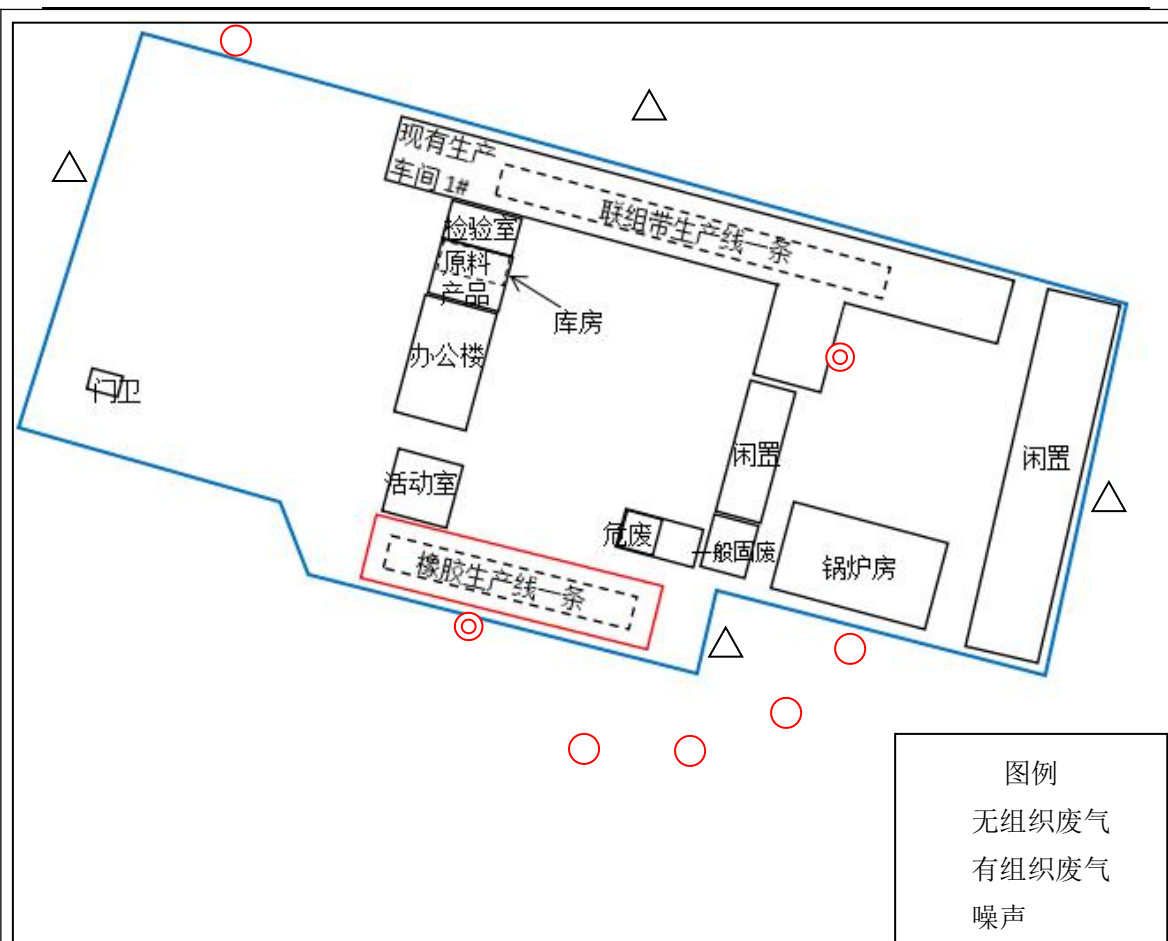 现有生产
车间 1#
联组带生产线一条
检验室
原料
产品
库房
办公楼
门卫
闲置
闲置
活动室
危废
一般固废
锅炉房
橡胶生产线一条
图例
无组织废气
有组织废气
噪声